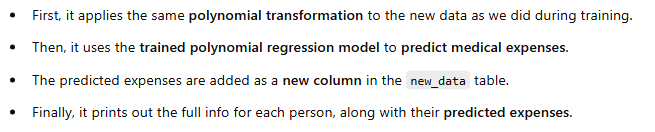 • First, it applies the same polynomial transformation to the new data as we did during training.
• Then, it uses the trained polynomial regression model to predict medical expenses.
• The predicted expenses are added as a new column in the new_data table.
• Finally, it prints out the full info for each person, along with their predicted expenses.